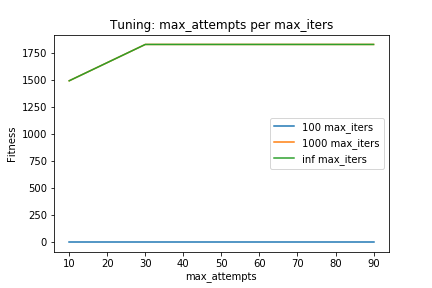 Tuning: max_attempts per max_iters
1750
1500
1250
1000
750
500
250
0
Fitness
100 max_iters
1000 max_iters
inf max_iters
10 20 30 40 50 60 70 80 90
max_attempts